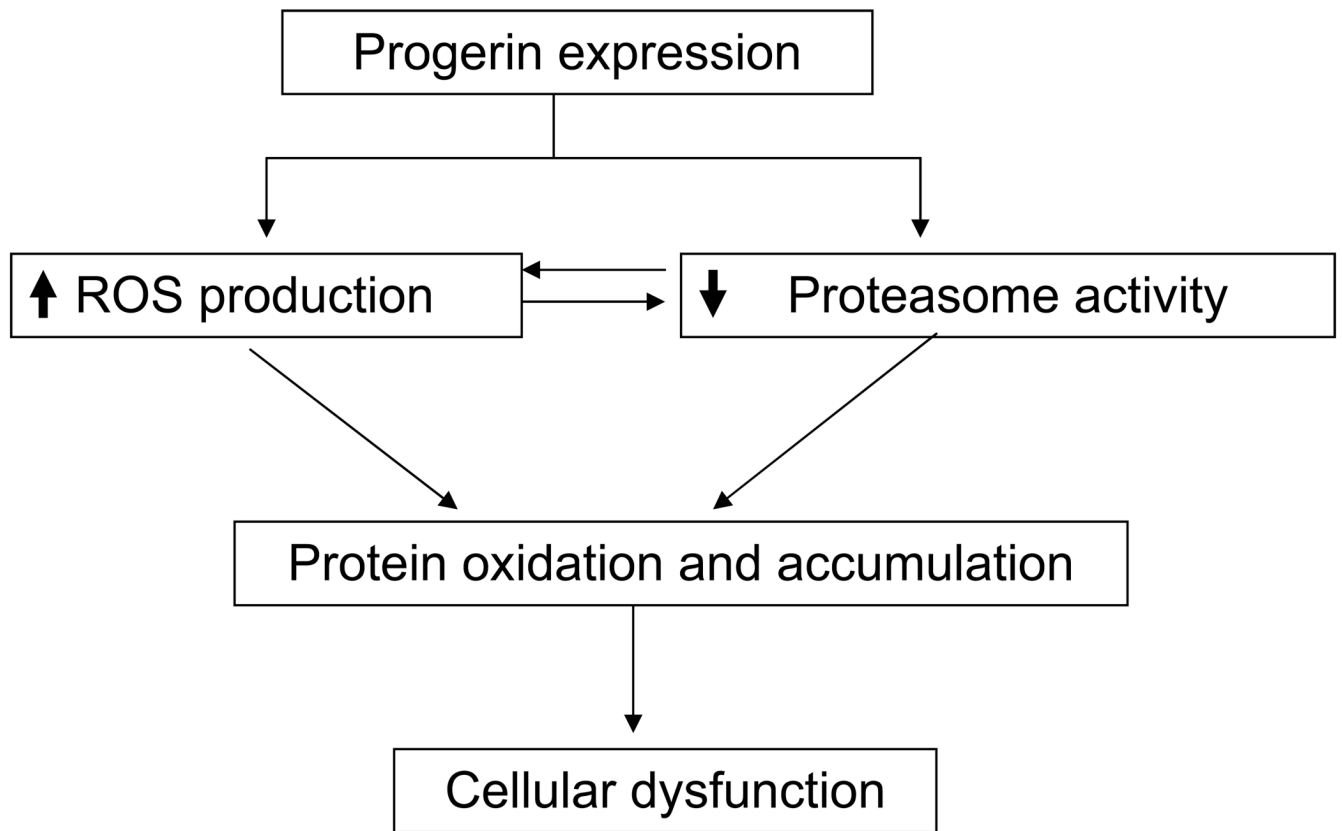 Progerin expression
ROS production
Proteasome activity
Protein oxidation and accumulation
Cellular dysfunction